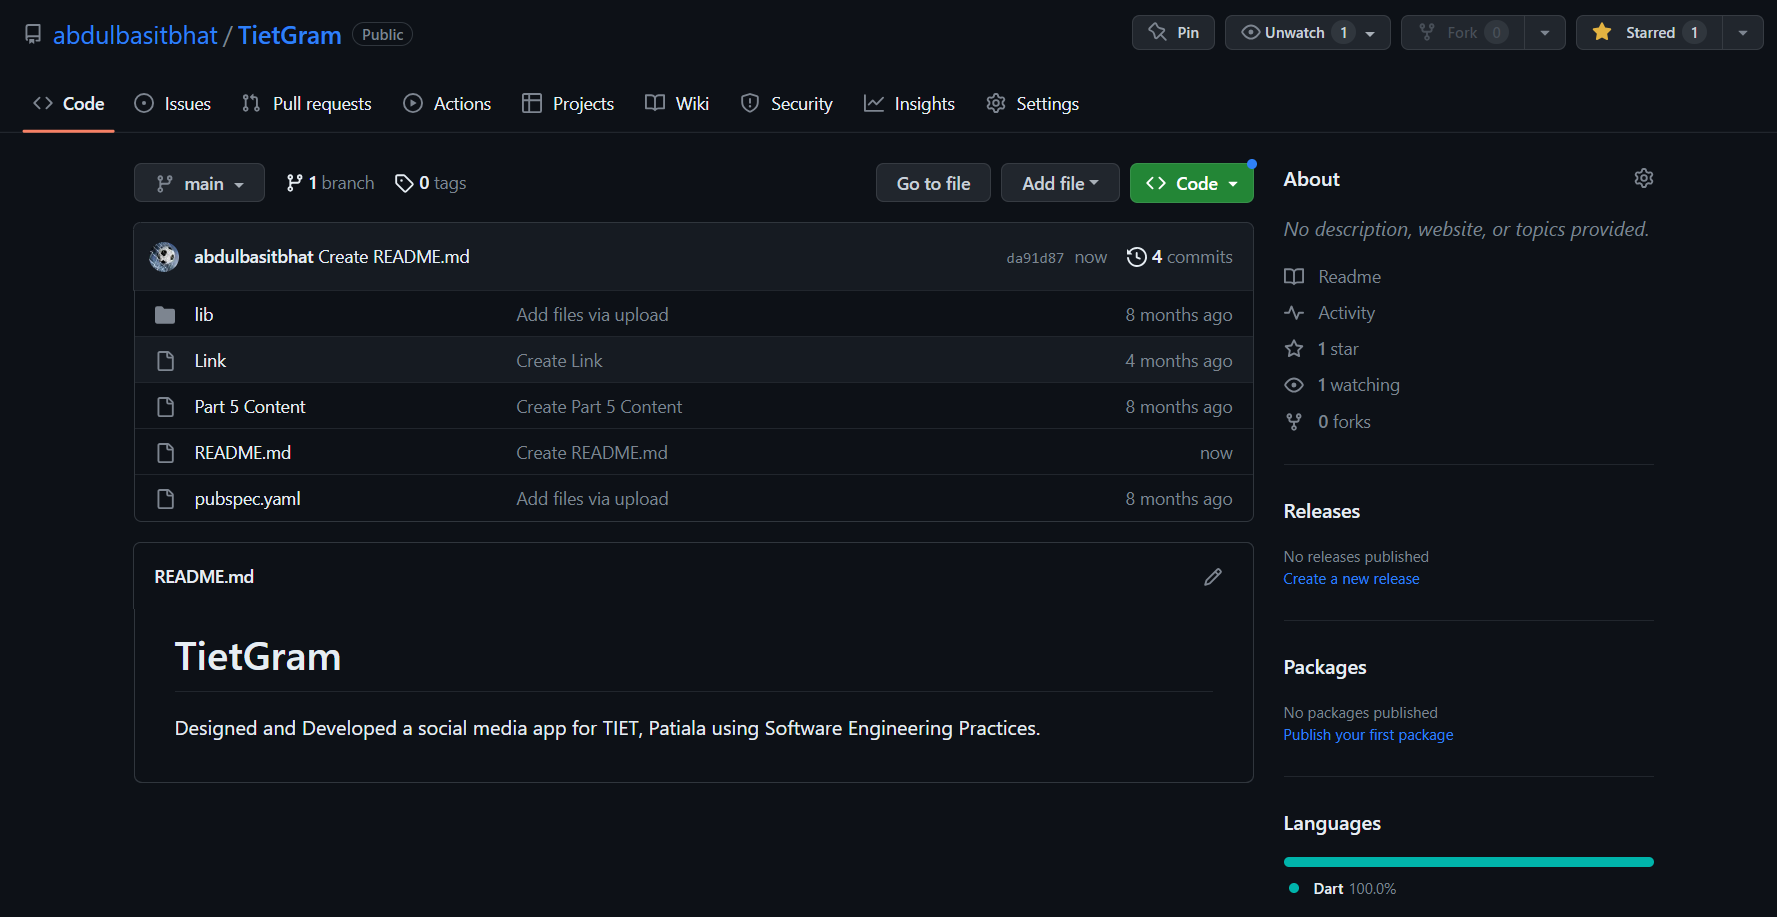 abdulbasitbhat / TietGram Public Pin Unwatch 1 Fork 0 Starred 1
Code Issues Pull requests Actions Projects Wiki Security Insights Settings
main 1 branch 0 tags Go to file Add file Code
abdulbasitbhat Create README.md da91d87 now 4 commits
lib Add files via upload 8 months ago
Link Create Link 4 months ago
Part 5 Content Create Part 5 Content 8 months ago
README.md Create README.md now
pubspec.yaml Add files via upload 8 months ago
README.md
TietGram
Designed and Developed a social media app for TIET, Patiala using Software Engineering Practices.
About
No description, website, or topics provided.
Readme
Activity
1 star
1 watching
0 forks
Releases
No releases published
Create a new release
Packages
No packages published
Publish your first package
Languages
Dart 100.0%